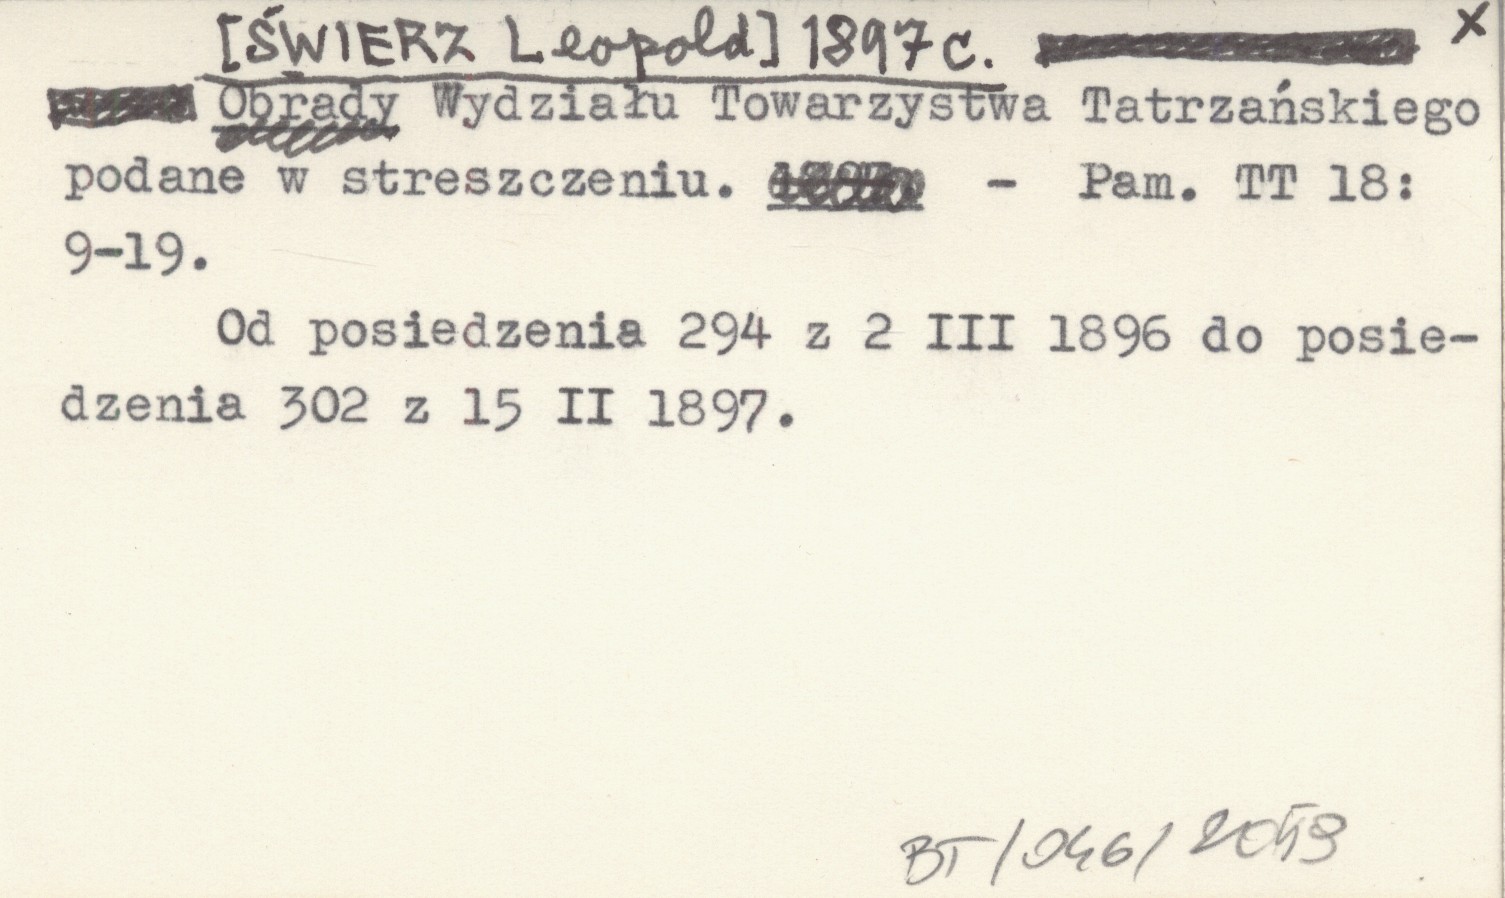 [ŚWIERZ Leopold] 1897c. x
Obrady Wydziału Towarzystwa Tatrzańskiego
podane w streszczeniu. - Pam. TT 18:
9-19.
Od posiedzenia 294 z 2 III 1896 do posie-
dzenia 302 z 15 II 1897.
BT/046/